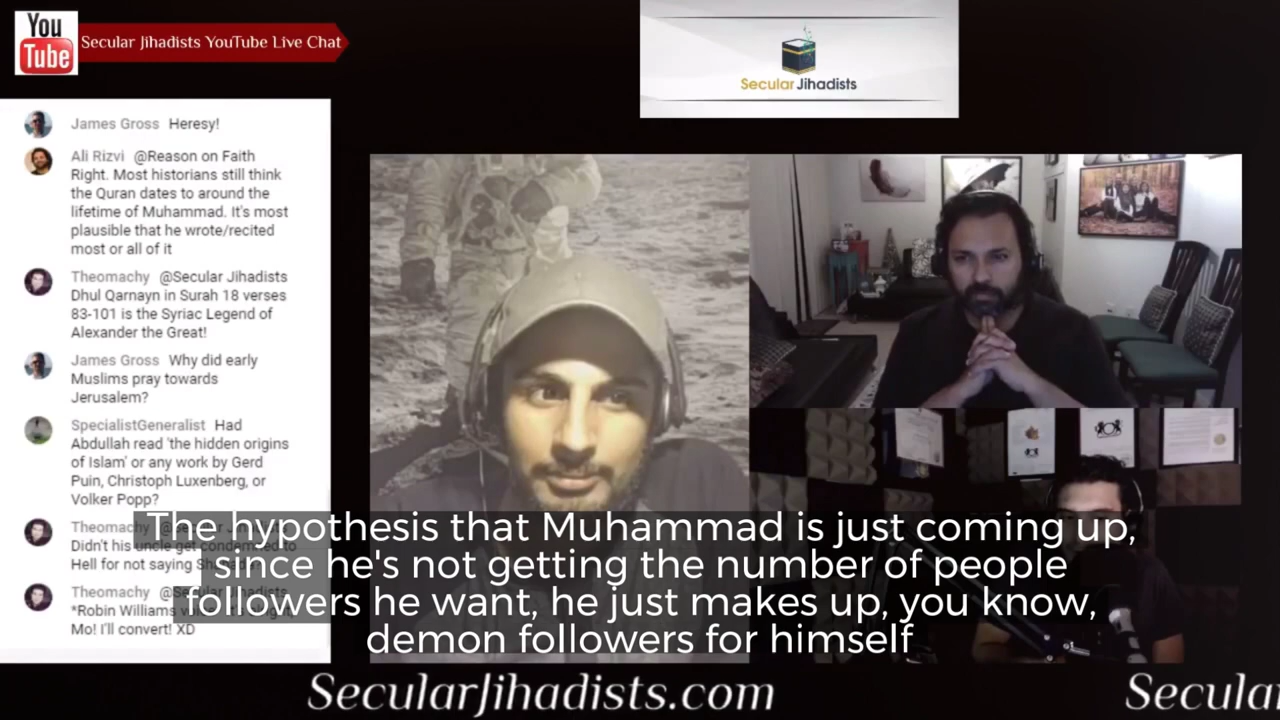 You
Tube
Secular Jihadists YouTube Live Chat
Secular Jihadists
James Gross Heresy!
Ali Rizvi @Reason on Faith
Right. Most historians still think
the Quran dates to around the
lifetime of Muhammad. It's most
plausible that he wrote/recited
most or all of it
Theomachy @Secular Jihadists
Dhul Qarnayn in Surah 18 verses
83-101 is the Syriac Legend of
Alexander the Great!
James Gross Why did early
Muslims pray towards
Jerusalem?
SpecialistGeneralist Had
Abdullah read 'the hidden origins
of Islam' or any work by Gerd
Puin, Christoph Luxenberg, or
Volker Popp?
Theomachy
Didn't his uncle get condemned to
Hell for not saying
Theomachy
*Robin Williams
Mo! I'll convert! XD
The hypothesis that Muhammad is just coming up,
since he's not getting the number of people
followers he want, he just makes up, you know,
demon followers for himself
SecularJihadists.com
Secula